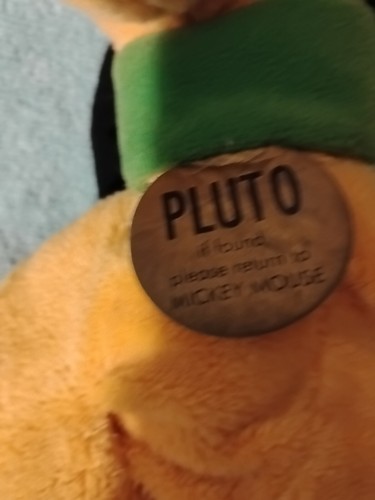 PLUTO
if found
please return to
MICKEY MOUSE